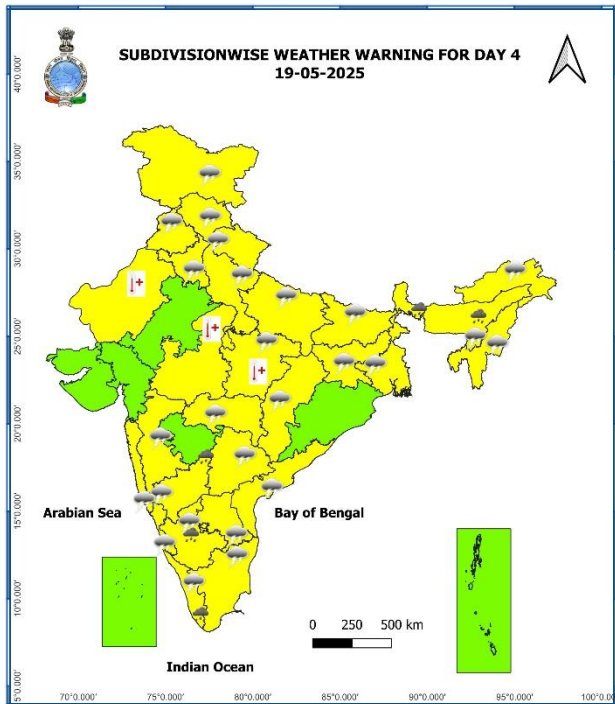 SUBDIVISIONWISE WEATHER WARNING FOR DAY 4
19-05-2025
40°0.000'
35°0.000'
30°0.000'
25°0.000'
20°0.000'
15°0.000'
10°0.000'
5°0.000'
Arabian Sea
Bay of Bengal
0 250 500 km
Indian Ocean
70°0.000' 75°0.000' 80°0.000' 85°0.000' 90°0.000' 95°0.000'